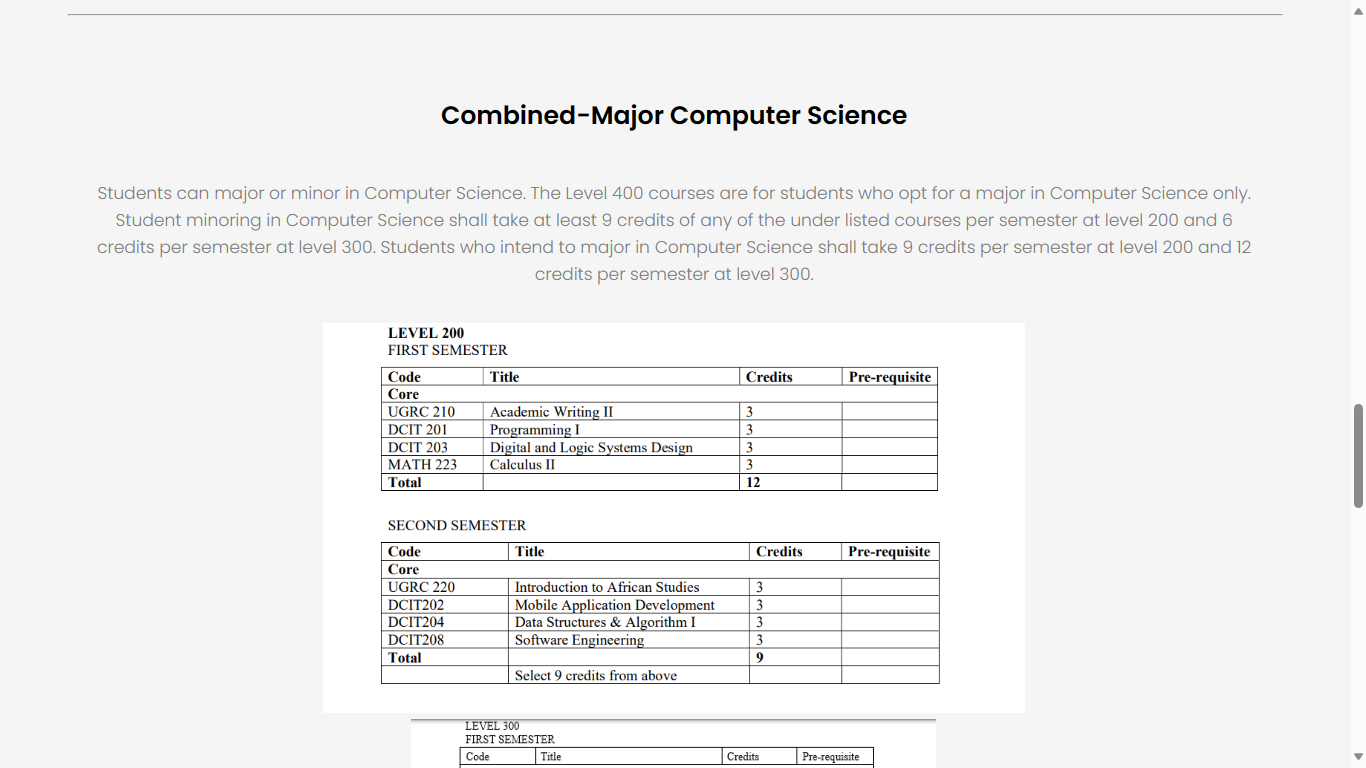 Combined-Major Computer Science
Students can major or minor in Computer Science. The Level 400 courses are for students who opt for a major in Computer Science only.
Student minoring in Computer Science shall take at least 9 credits of any of the under listed courses per semester at level 200 and 6
credits per semester at level 300. Students who intend to major in Computer Science shall take 9 credits per semester at level 200 and 12
credits per semester at level 300.
LEVEL 200
FIRST SEMESTER
Code Title Credits Pre-requisite
Core
UGRC 210 Academic Writing II 3
DCIT 201 Programming I 3
DCIT 203 Digital and Logic Systems Design 3
MATH 223 Calculus II 3
Total 12
SECOND SEMESTER
Code Title Credits Pre-requisite
Core
UGRC 220 Introduction to African Studies 3
DCIT202 Mobile Application Development 3
DCIT204 Data Structures & Algorithm I 3
DCIT208 Software Engineering 3
Total 9
Select 9 credits from above
LEVEL 300
FIRST SEMESTER
Code Title Credits Pre-requisite